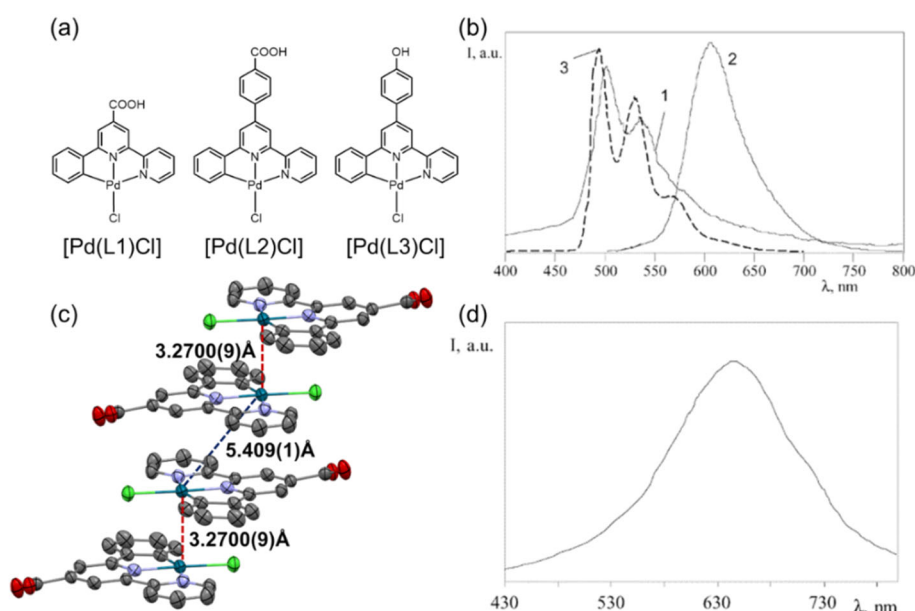 (a)
COOH
N
N
Pd
Cl
[Pd(L1)Cl]
COOH
N
N
Pd
Cl
[Pd(L2)Cl]
OH
N
N
Pd
Cl
[Pd(L3)Cl]
(b)
I, a.u.
3
1
2
400 450 500 550 600 650 700 750 800
λ, nm
(c)
3.2700(9)Å
5.409(1)Å
3.2700(9)Å
(d)
I, a.u.
430 530 630 730
λ, nm